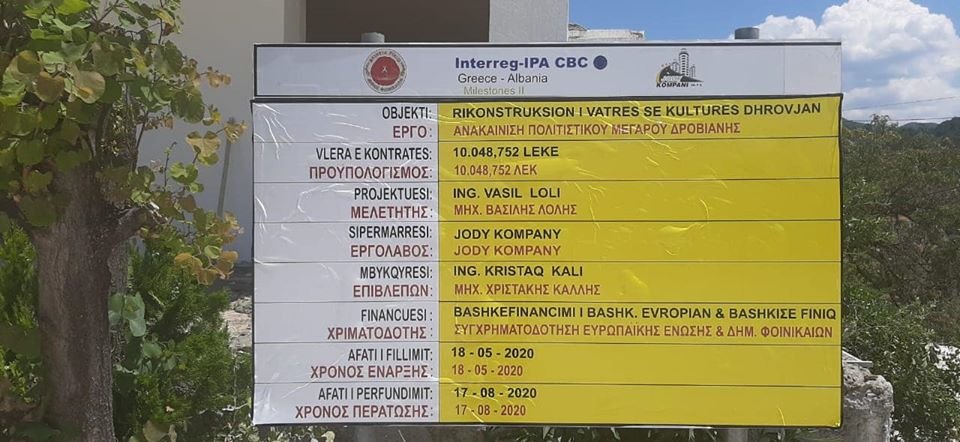 Interreg-IPA CBC
Greece - Albania
Milestones II
KOMPANI
OBJEKTI: RIKONSTRUKSION I VATRES SE KULTURES DHROVJAN
ΕΡΓΟ: ΑΝΑΚΑΙΝΙΣΗ ΠΟΛΙΤΙΣΤΙΚΟΥ ΜΕΓΑΡΟΥ ΔΡΟΒΙΑΝΗΣ
VLERA E KONTRATES: 10.048,752 LEKE
ΠΡΟΥΠΟΛΟΓΙΣΜΟΣ: 10.048,752 ΛΕΚ
PROJEKTUESI: ING. VASIL LOLI
ΜΕΛΕΤΗΤΗΣ: ΜΗΧ. ΒΑΣΙΛΗΣ ΛΟΛΗΣ
SIPERMARRESI: JODY KOMPANY
ΕΡΓΟΛΑΒΟΣ: JODY KOMPANY
MBYKQYRESI: ING. KRISTAQ KALI
ΕΠΙΒΛΕΠΩΝ: ΜΗΧ. ΧΡΙΣΤΑΚΗΣ ΚΑΛΛΗΣ
FINANCUESI: BASHKEFINANCIMI I BASHK. EVROPIAN & BASHKISE FINIQ
ΧΡΙΜΑΤΟΔΟΤΗΣ: ΣΥΓΧΡΗΜΑΤΟΔΟΤΗΣΗ ΕΥΡΩΠΑΙΚΗΣ ΕΝΩΣΗΣ & ΔΗΜ. ΦΟΙΝΙΚΑΙΩΝ
AFATI I FILLIMIT: 18 - 05 - 2020
ΧΡΟΝΟΣ ΕΝΑΡΞΗΣ: 18 - 05 - 2020
AFATI I PERFUNDIMIT: 17 - 08 - 2020
ΧΡΟΝΟΣ ΠΕΡΑΤΩΣΗΣ: 17 - 08 - 2020